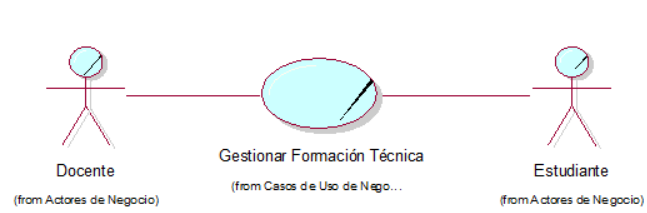 Docente
(from Actores de Negocio)
Gestionar Formación Técnica
(from Casos de Uso de Nego...
Estudiante
(from Actores de Negocio)